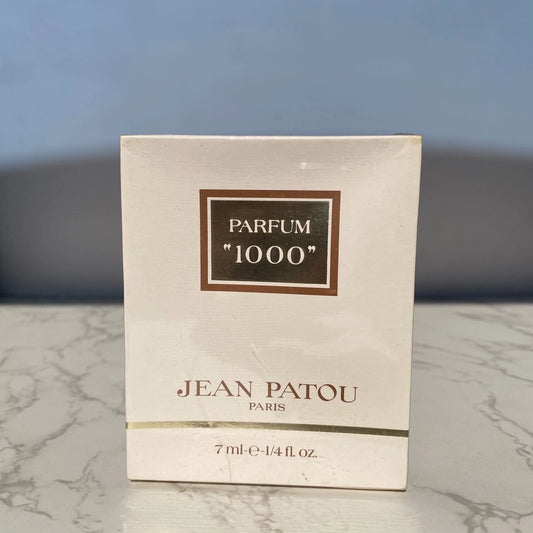 PARFUM
"1000"
JEAN PATOU
PARIS
7 ml-e-1/4 fl. oz.